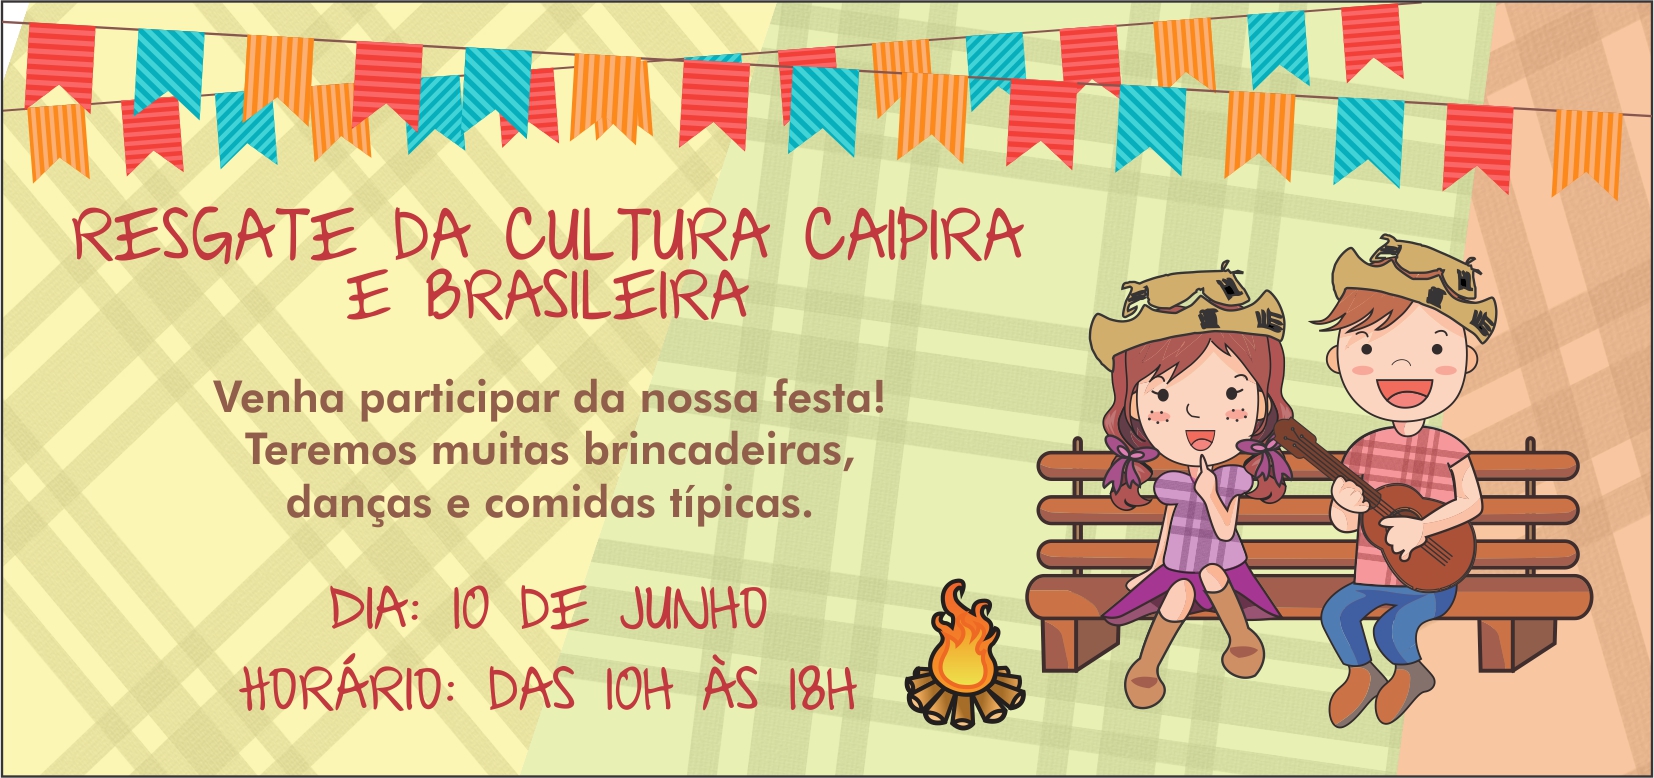 RESGATE DA CULTURA CAIPIRA
E BRASILEIRA
Venha participar da nossa festa!
Teremos muitas brincadeiras,
danças e comidas típicas.
DIA: 10 DE JUNHO
HORÁRIO: DAS 10H ÀS 18H